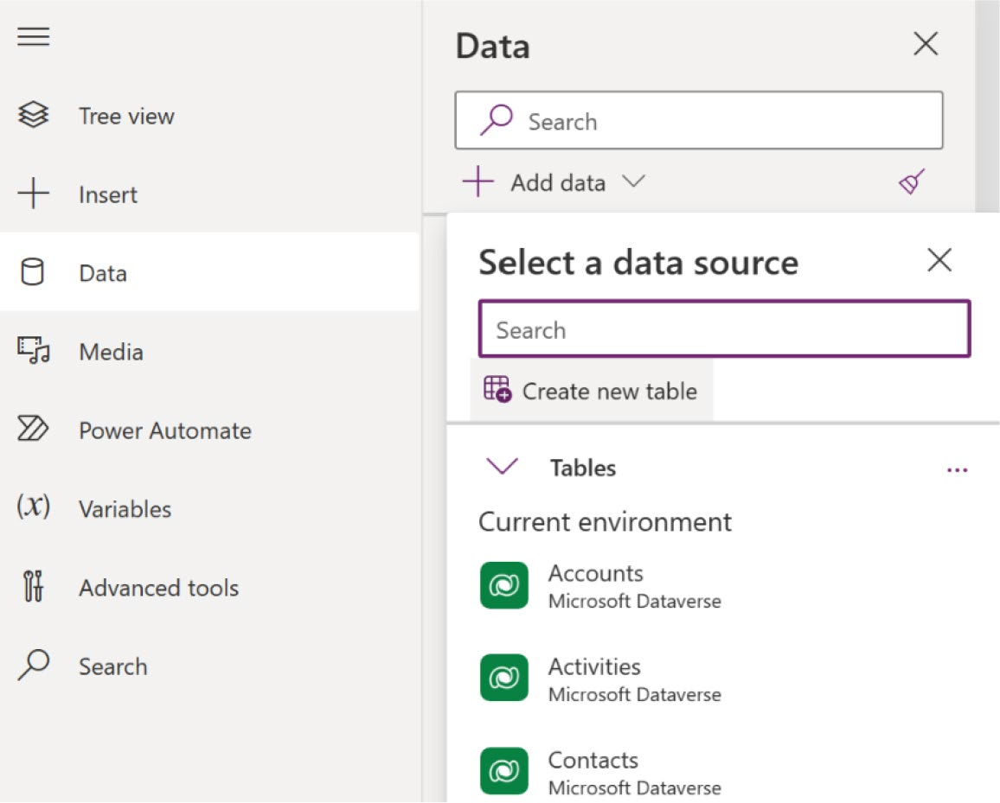 Tree view
Insert
Data
Media
Power Automate
(x) Variables
Advanced tools
Search
Data
Search
Add data
Select a data source
Search
Create new table
Tables
...
Current environment
Accounts
Microsoft Dataverse
Activities
Microsoft Dataverse
Contacts
Microsoft Dataverse